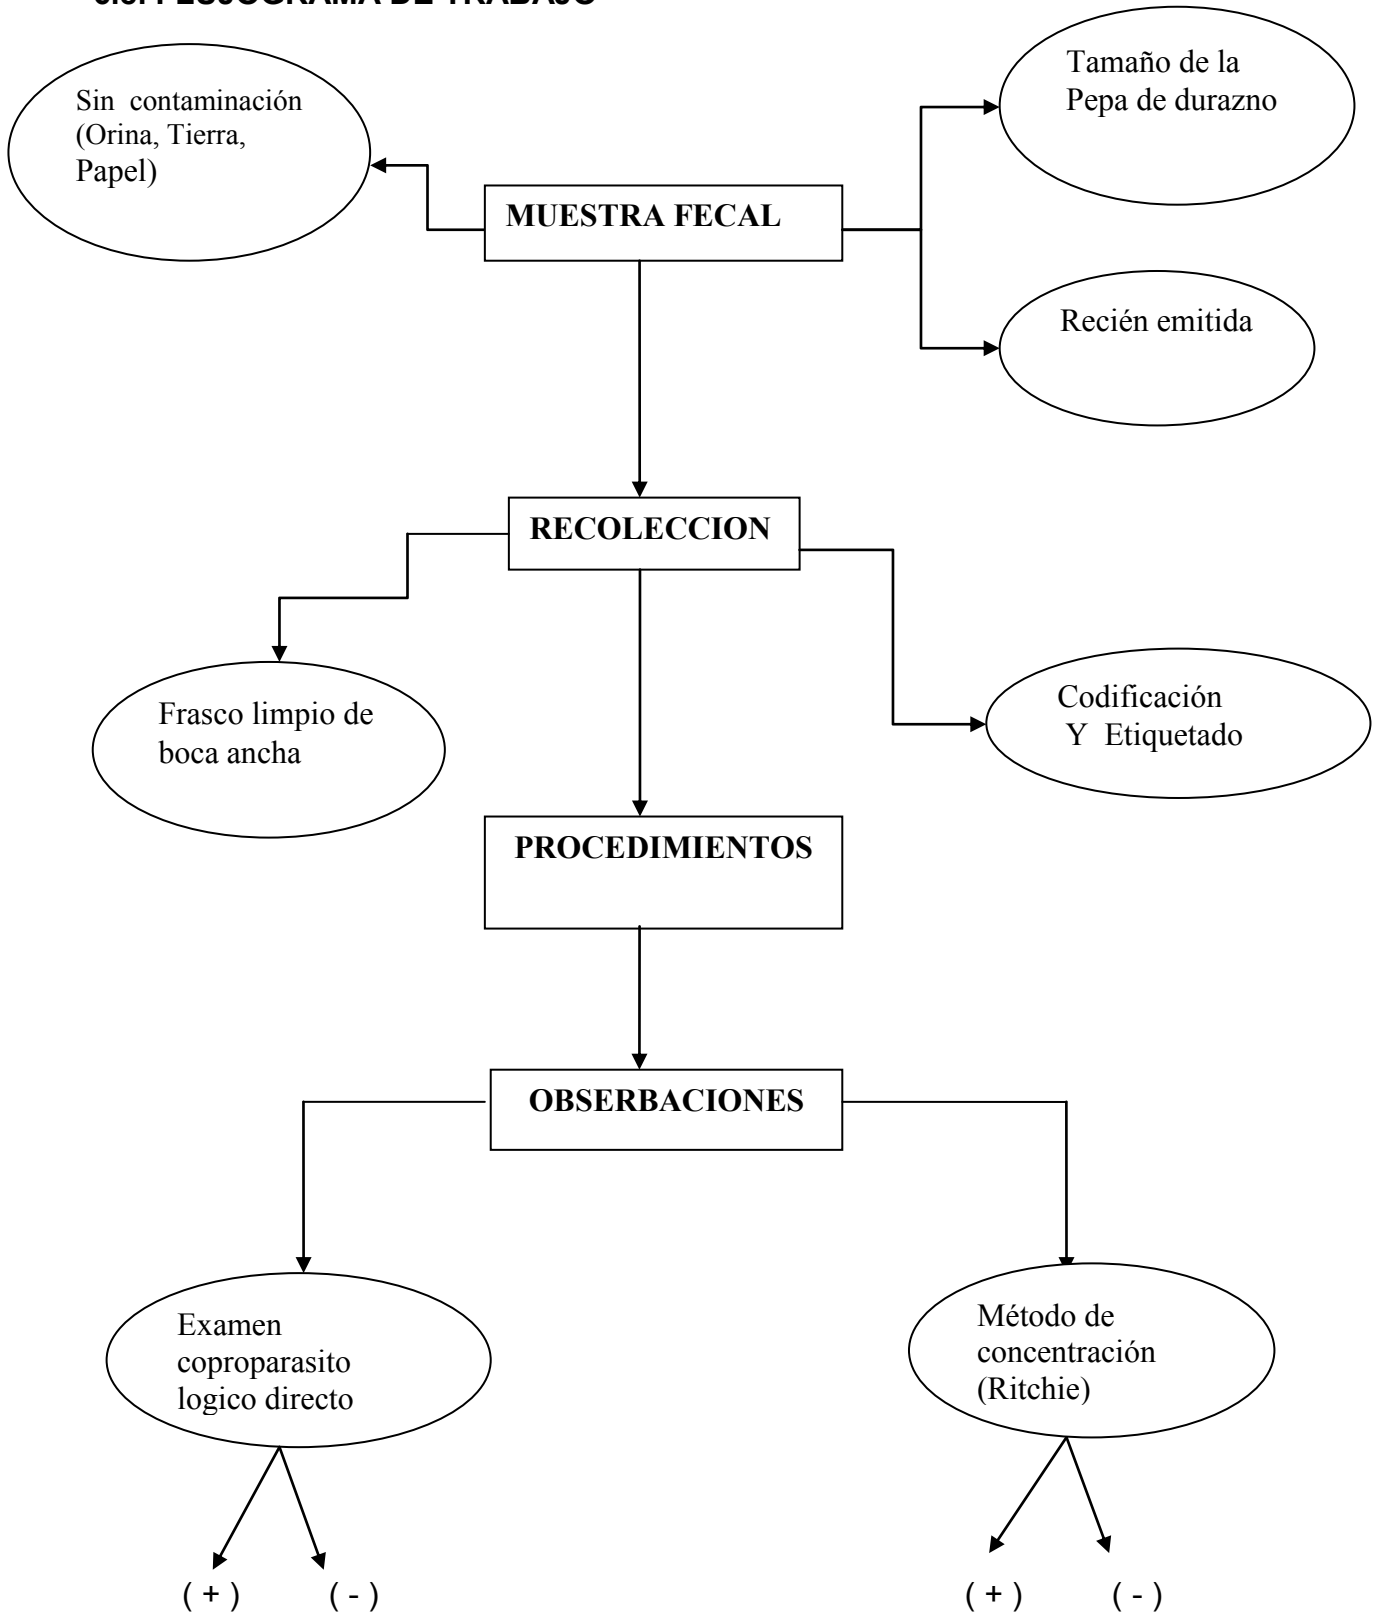 Tamaño de la
Pepa de durazno
Sin contaminación
(Orina, Tierra,
Papel)
MUESTRA FECAL
Recién emitida
RECOLECCION
Frasco limpio de
boca ancha
Codificación
Y Etiquetado
PROCEDIMIENTOS
OBSERBACIONES
Examen
coproparasito
logico directo
Método de
concentración
(Ritchie)
( + ) ( - )
( + ) ( - )